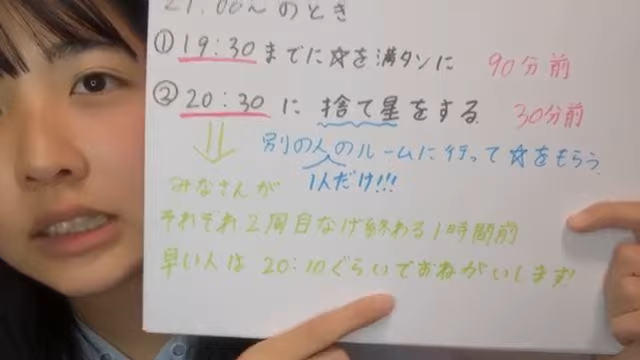 21:00〜のとき
①19:30までに☆を満タンに 90分前
②20:30に捨て星をする 30分前
別の人のルームに行って☆をもらう
1人だけ!!!
みなさんが
それぞれ2周目なげ終わる1時間前
早い人は 20:10ぐらいでおねがいします!